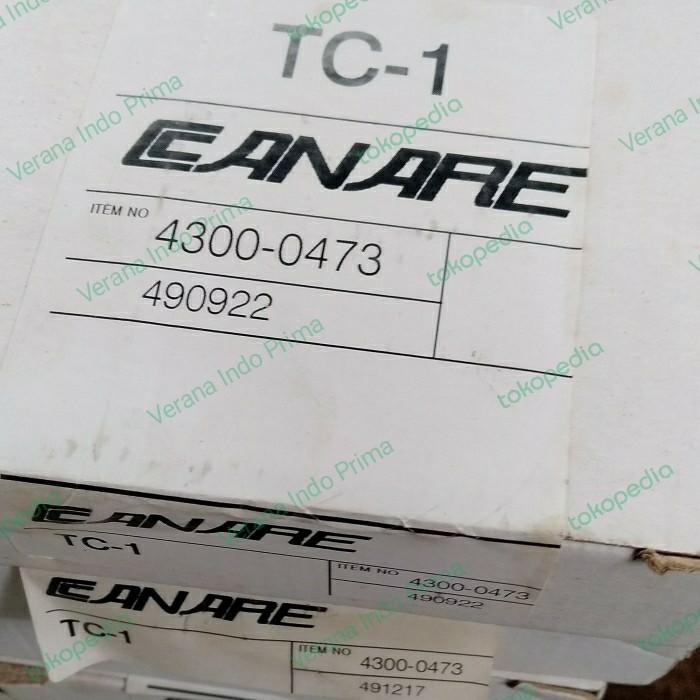 TC-1
CANARE
ITEM NO
4300-0473
490922
CANARE
TC-1
ITEM NO
4300-0473
490922
CANARE
TC-1
ITEM NO
4300-0473
491217
Verana Indo Prima
tokopedia